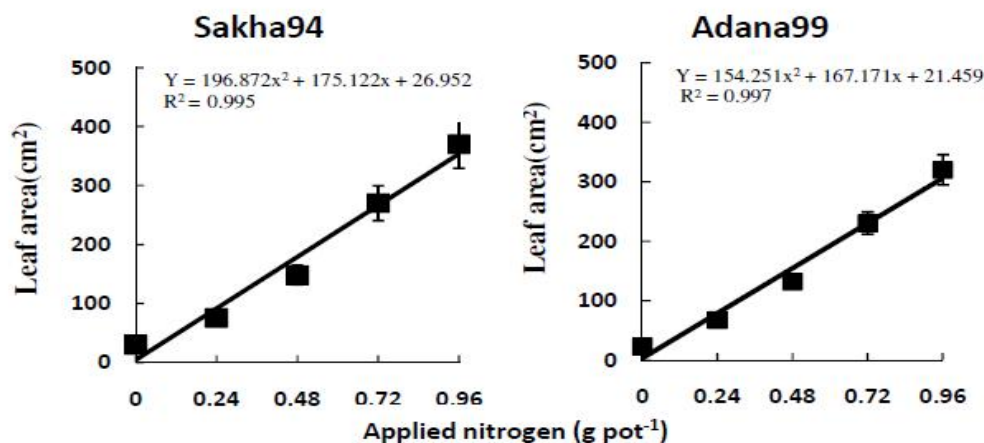 Sakha94
Y = 196.872x² + 175.122x + 26.952
R² = 0.995
Leaf area(cm²)
500
400
300
200
100
0
0 0.24 0.48 0.72 0.96
Adana99
Y = 154.251x² + 167.171x + 21.459
R² = 0.997
Leaf area(cm²)
500
400
300
200
100
0
0 0.24 0.48 0.72 0.96
Applied nitrogen (g pot⁻¹)